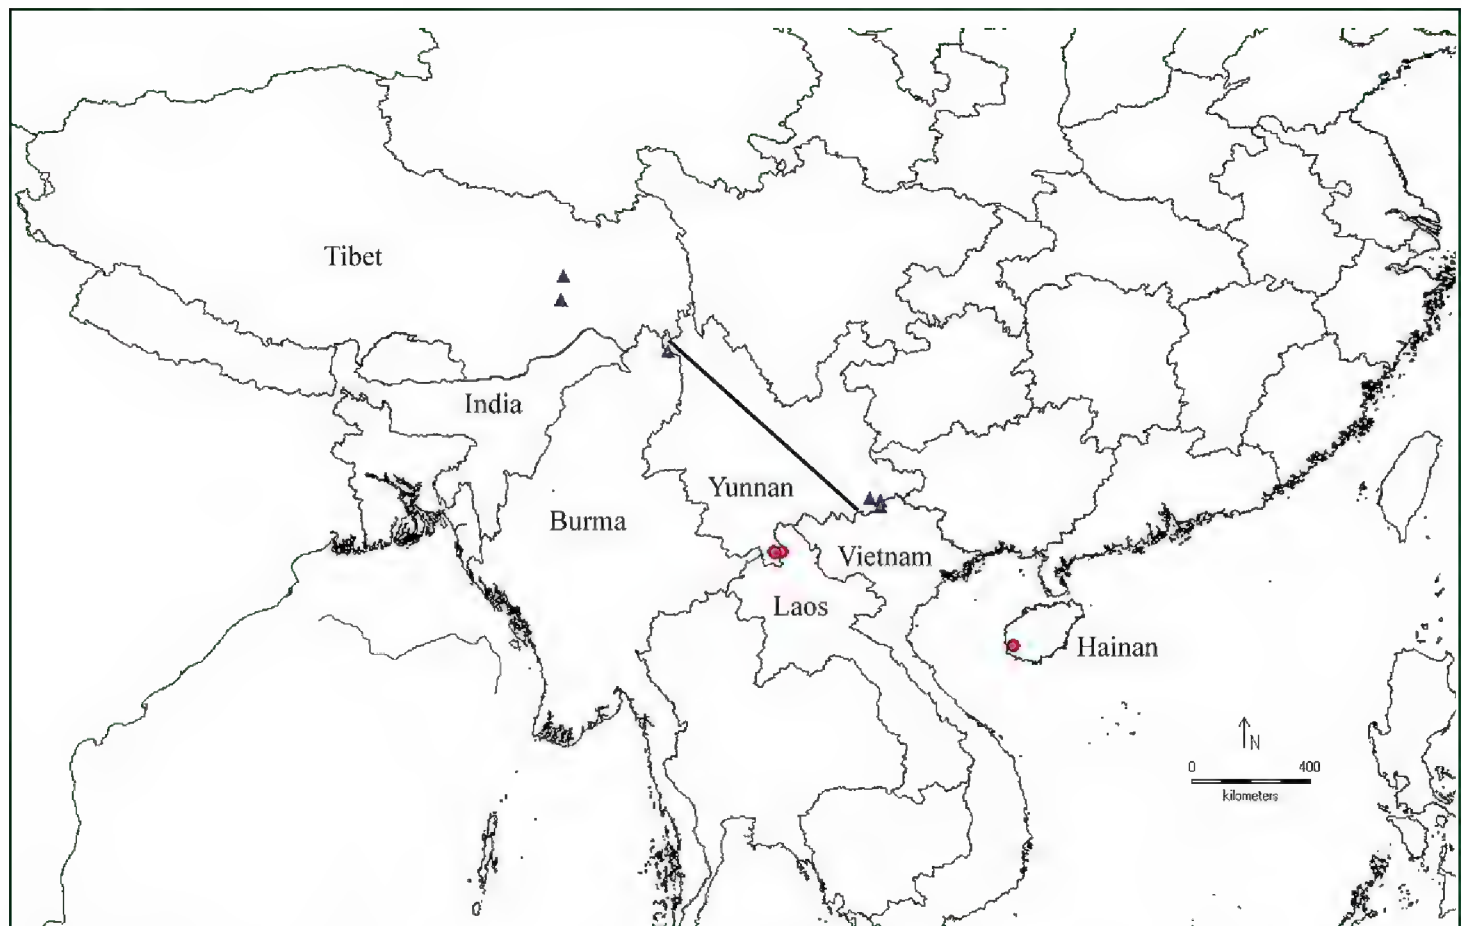 Tibet
India
Yunnan
Burma
Vietnam
Laos
Hainan
N
0 400
kilometers